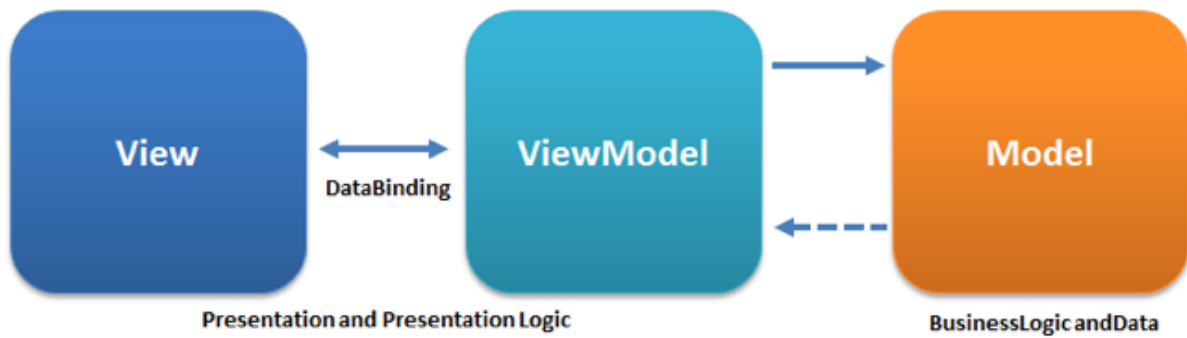 View
ViewModel
Model
DataBinding
Presentation and Presentation Logic
BusinessLogic andData